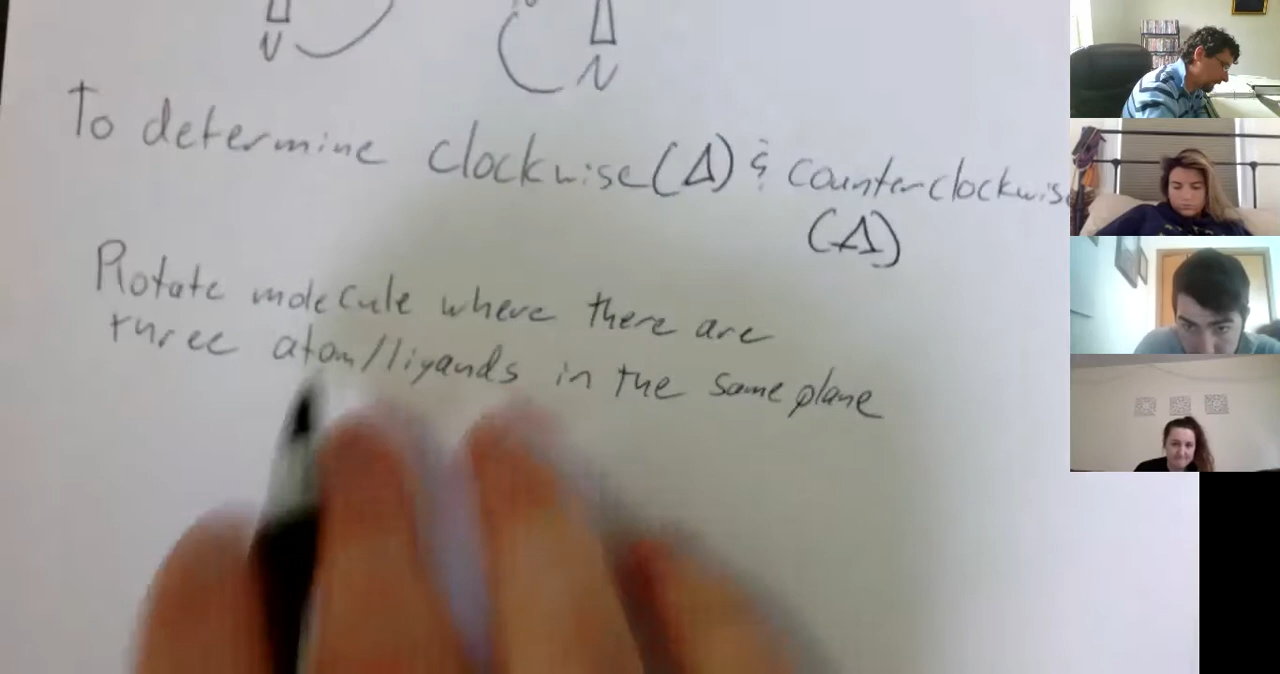 N N
To determine clockwise (Δ) & counterclockwise
(Δ)
Rotate molecule where there are
three atom/ligands in the same plane